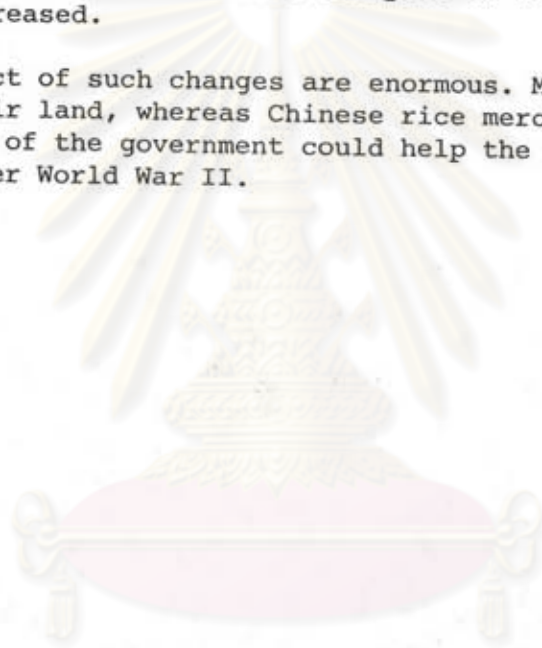 reased.
ct of such changes are enormous. M
ir land, whereas Chinese rice merc
of the government could help the
er World War II.